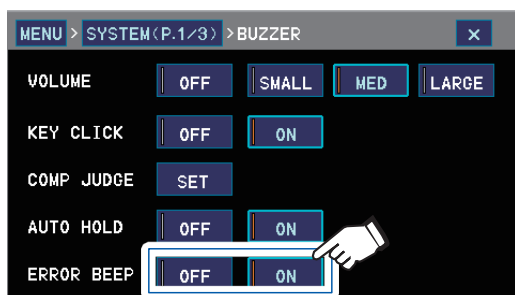 MENU > SYSTEM(P.1/3) >BUZZER ×
VOLUME OFF SMALL MED LARGE
KEY CLICK OFF ON
COMP JUDGE SET
AUTO HOLD OFF ON
ERROR BEEP OFF ON